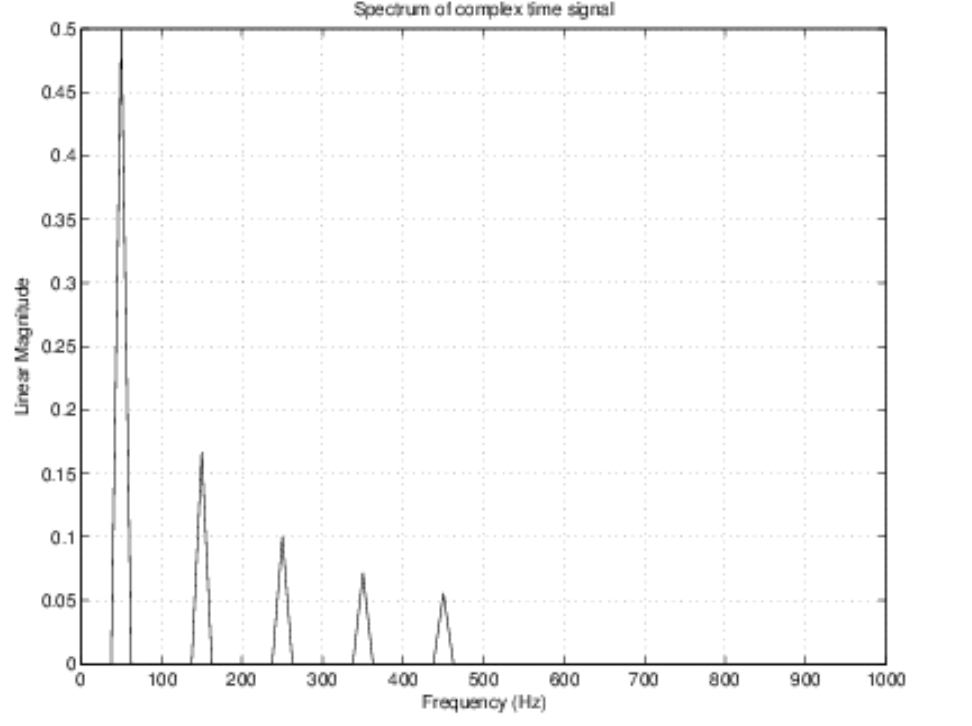 Spectrum of complex time signal
0.5
0.45
0.4
0.35
0.3
0.25
0.2
0.15
0.1
0.05
0
Linear Magnitude
0 100 200 300 400 500 600 700 800 900 1000
Frequency (Hz)